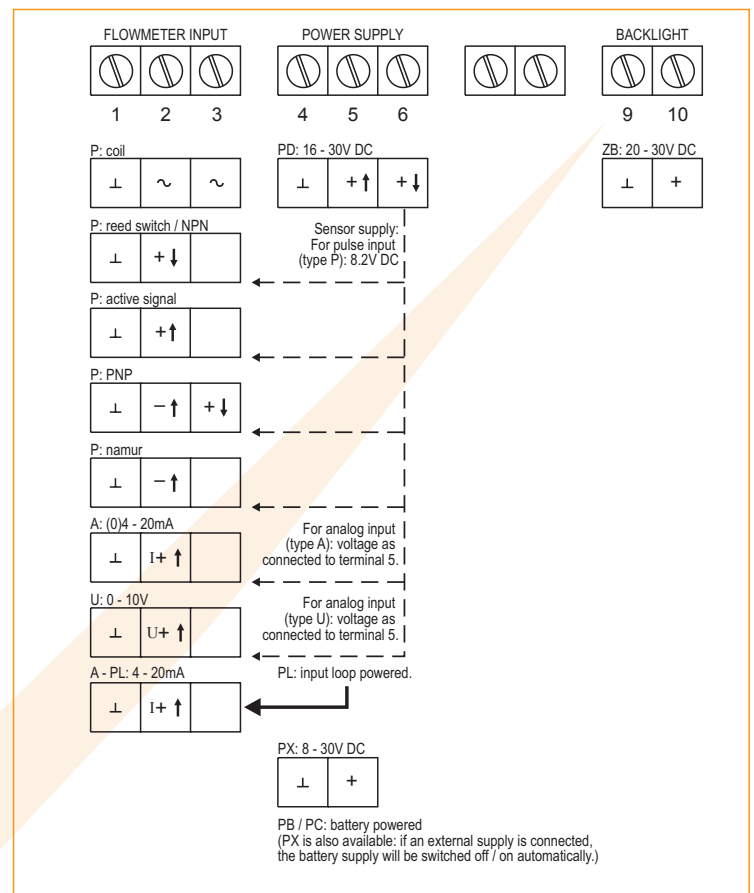 FLOWMETER INPUT
POWER SUPPLY
BACKLIGHT
1 2 3
4 5 6
9 10
P: coil
⊥ ~ ~
PD: 16 - 30V DC
⊥ +↑ +↓
ZB: 20 - 30V DC
⊥ +
P: reed switch / NPN
⊥ +↓
Sensor supply:
For pulse input
(type P): 8.2V DC
P: active signal
⊥ +↑
P: PNP
⊥ –↑ +↓
P: namur
⊥ –↑
A: (0)4 - 20mA
⊥ I+ ↑
For analog input
(type A): voltage as
connected to terminal 5.
U: 0 - 10V
⊥ U+ ↑
For analog input
(type U): voltage as
connected to terminal 5.
A - PL: 4 - 20mA
⊥ I+ ↑
PL: input loop powered.
PX: 8 - 30V DC
⊥ +
PB / PC: battery powered
(PX is also available: if an external supply is connected,
the battery supply will be switched off / on automatically.)